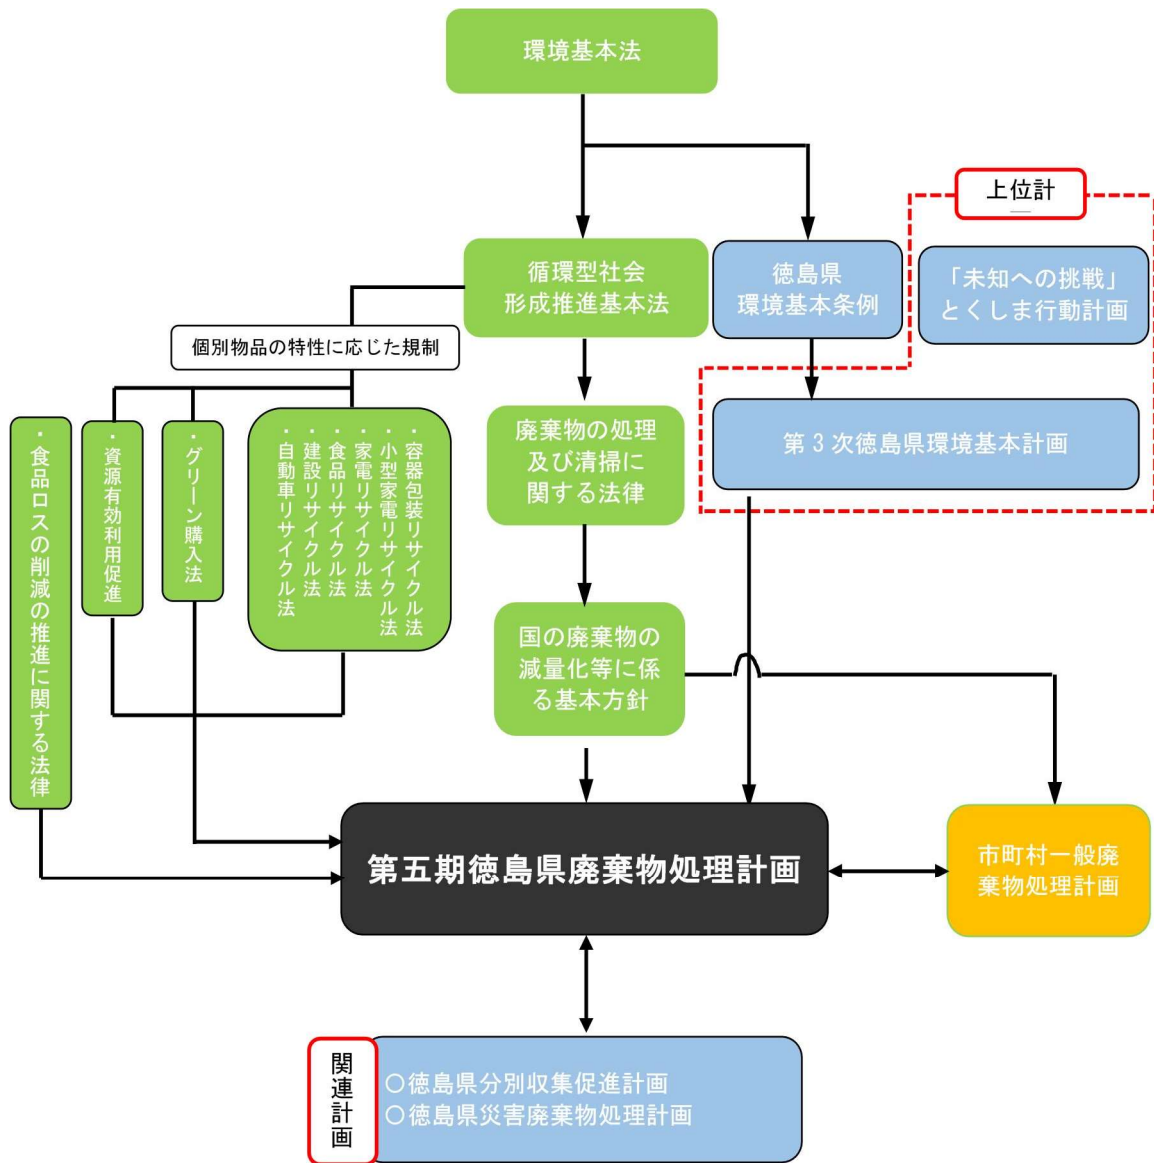 環境基本法
上位計
循環型社会
形成推進基本法
徳島県
環境基本条例
「未知への挑戦」
とくしま行動計画
個別物品の特性に応じた規制
第3次徳島県環境基本計画
・食品ロスの削減の推進に関する法律
・資源有効利用促進
・グリーン購入法
・容器包装リサイクル法
・小型家電リサイクル法
・家電リサイクル法
・食品リサイクル法
・建設リサイクル法
・自動車リサイクル法
廃棄物の処理
及び清掃に
関する法律
国の廃棄物の
減量化等に係
る基本方針
第五期徳島県廃棄物処理計画
市町村一般廃
棄物処理計画
関連計画
○徳島県分別収集促進計画
○徳島県災害廃棄物処理計画